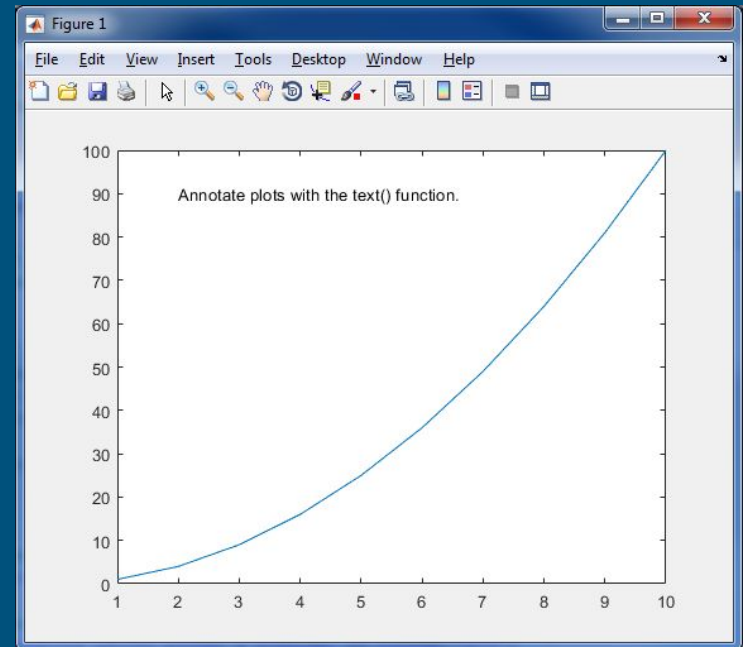 Figure 1
File Edit View Insert Tools Desktop Window Help
100
90
80
70
60
50
40
30
20
10
0
Annotate plots with the text() function.
1 2 3 4 5 6 7 8 9 10